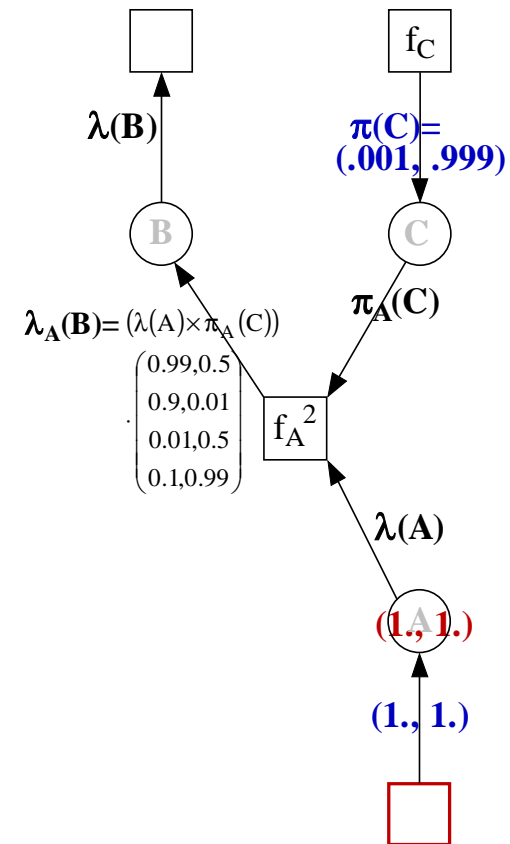 f_C
λ(B)
π(C)=
(.001, .999)
B
C
π_A(C)
λ_A(B)= (λ(A)×π_A(C))
· (0.99,0.5
0.9,0.01
0.01,0.5
0.1,0.99)
f_A^2
λ(A)
A
(1., 1.)
(1., 1.)